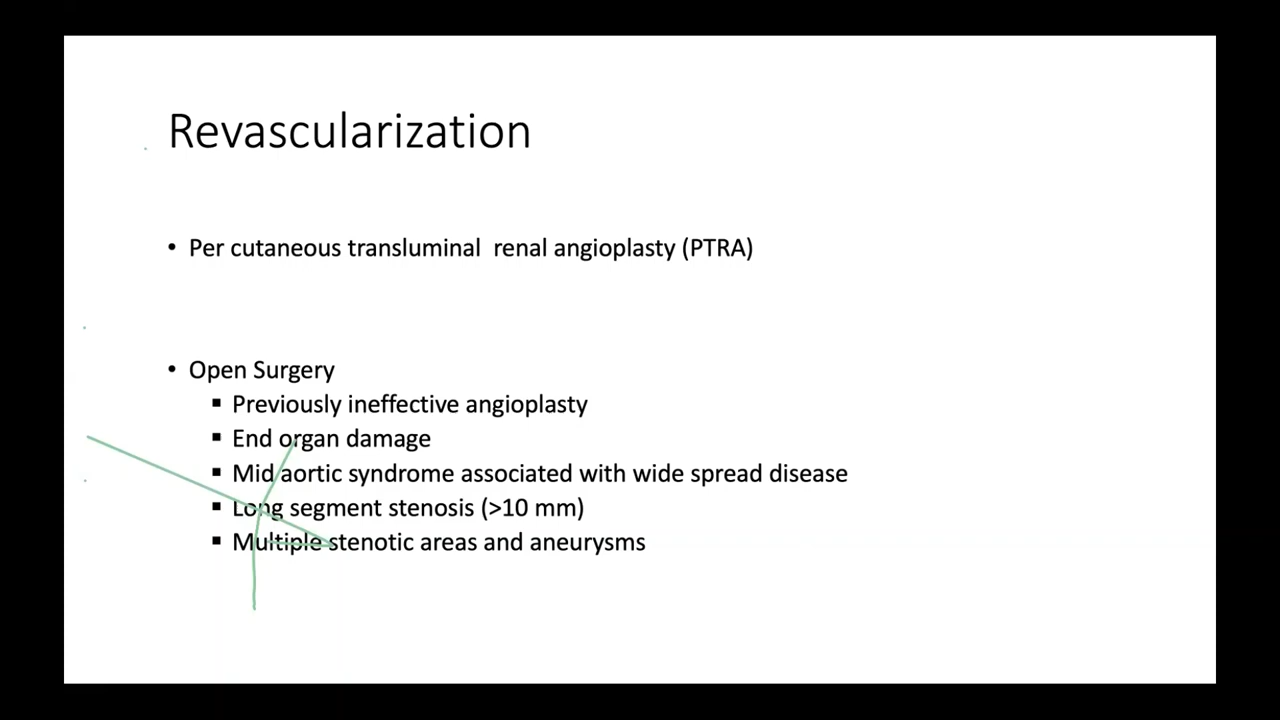 Revascularization
• Per cutaneous transluminal  renal angioplasty (PTRA)
• Open Surgery
▪ Previously ineffective angioplasty
▪ End organ damage
▪ Mid aortic syndrome associated with wide spread disease
▪ Long segment stenosis (>10 mm)
▪ Multiple stenotic areas and aneurysms